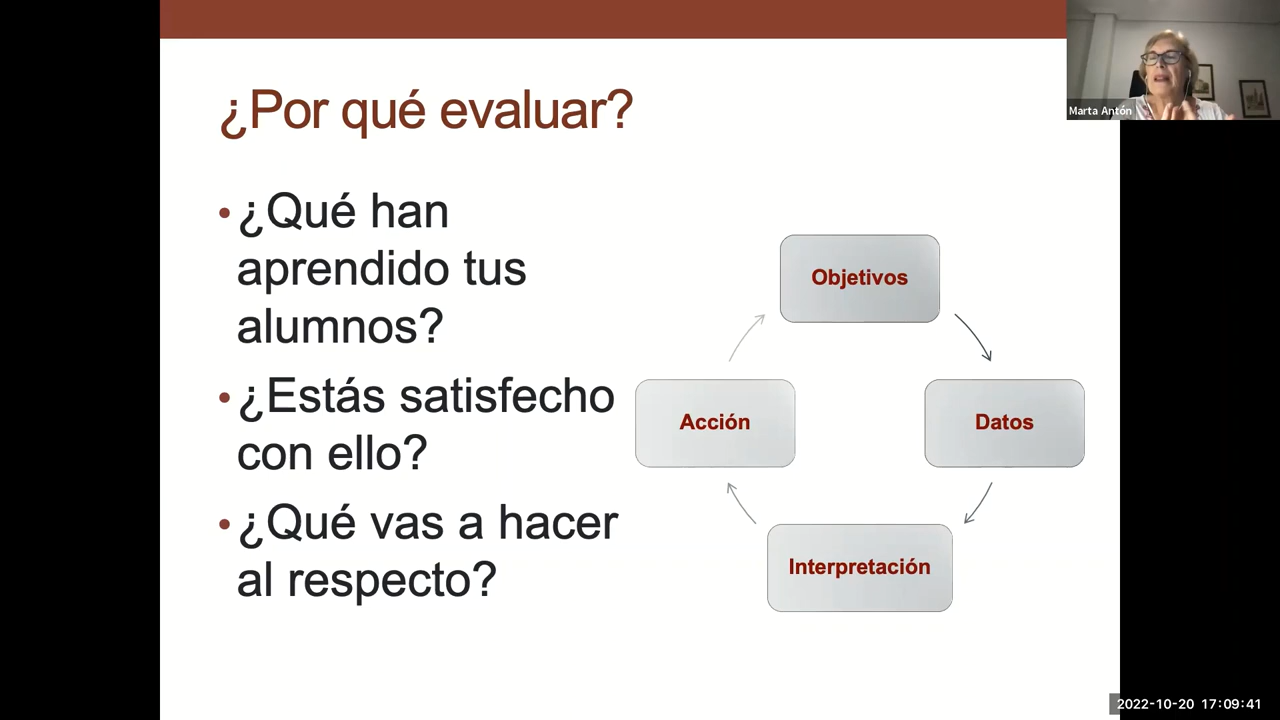 ¿Por qué evaluar?
•¿Qué han
aprendido tus
alumnos?
•¿Estás satisfecho
con ello?
•¿Qué vas a hacer
al respecto?
Objetivos
Datos
Interpretación
Acción
Marta Antón
2022-10-20 17:09:41